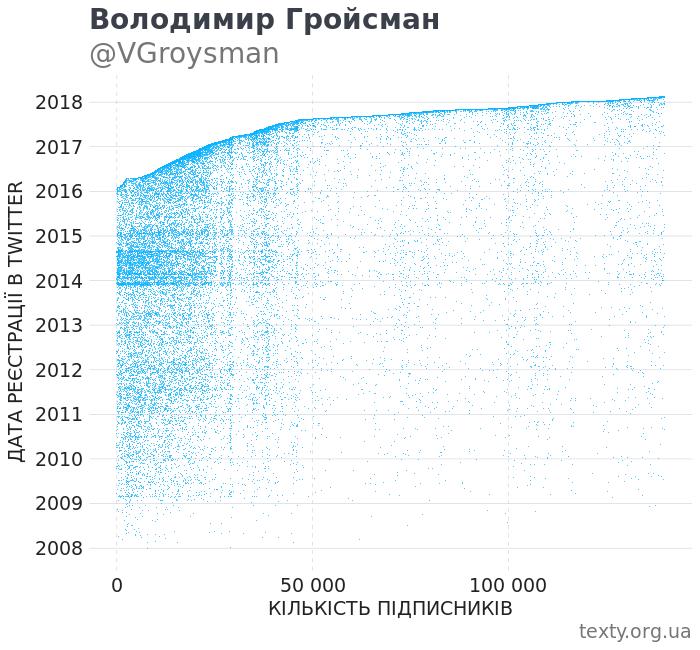 Володимир Гройсман
@VGroysman
ДАТА РЕЄСТРАЦІЇ В TWITTER
2018
2017
2016
2015
2014
2013
2012
2011
2010
2009
2008
0 50 000 100 000
КІЛЬКІСТЬ ПІДПИСНИКІВ
texty.org.ua